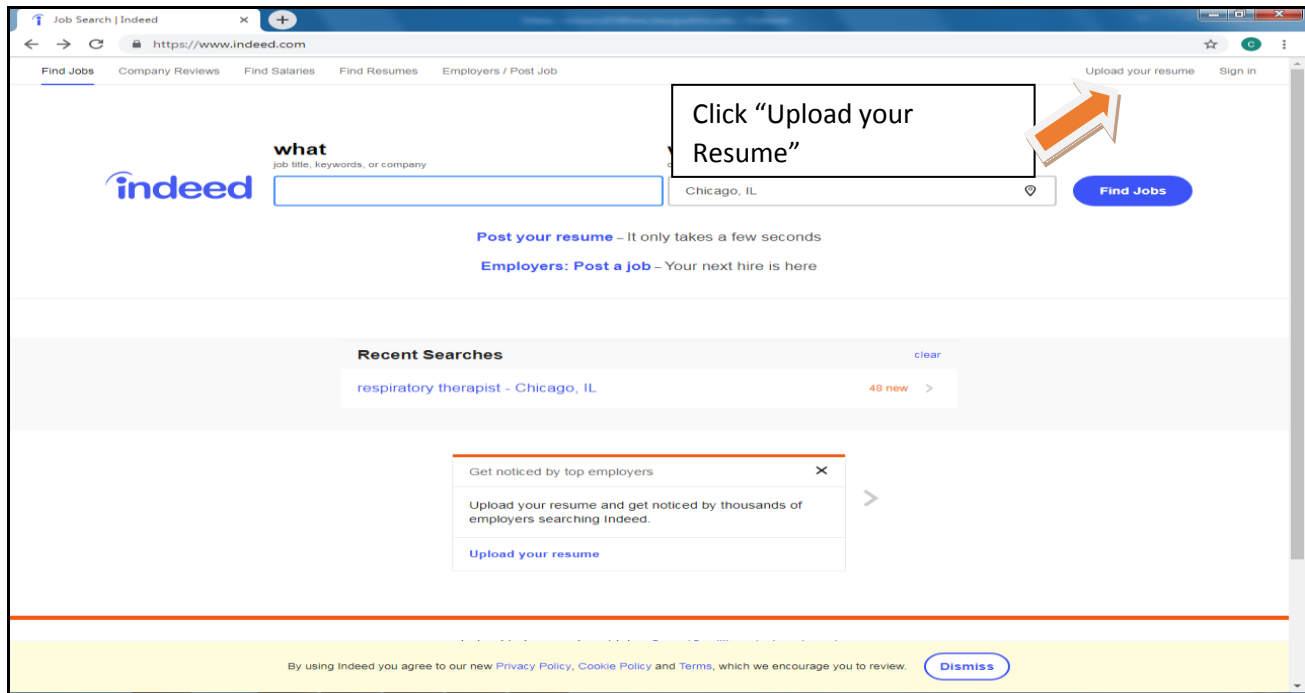 Job Search | Indeed
https://www.indeed.com
C
Find Jobs Company Reviews Find Salaries Find Resumes Employers / Post Job Upload your resume Sign in
Click “Upload your
Resume”
what
job title, keywords, or company
indeed
Chicago, IL
Find Jobs
Post your resume – It only takes a few seconds
Employers: Post a job – Your next hire is here
Recent Searches clear
respiratory therapist - Chicago, IL 48 new
Get noticed by top employers
Upload your resume and get noticed by thousands of
employers searching Indeed.
Upload your resume
By using Indeed you agree to our new Privacy Policy, Cookie Policy and Terms, which we encourage you to review. Dismiss